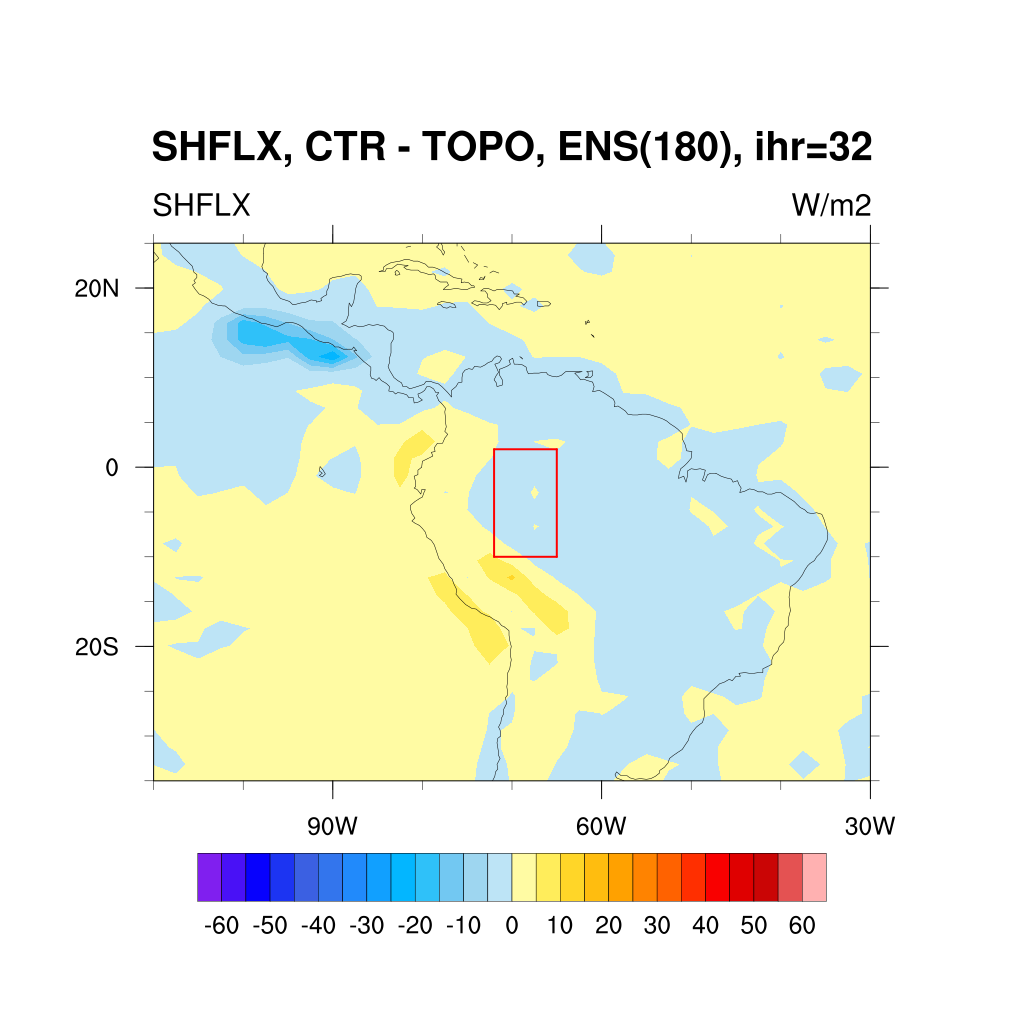 SHFLX, CTR - TOPO, ENS(180), ihr=32
SHFLX W/m2
20N
0
20S
90W 60W 30W
-60 -50 -40 -30 -20 -10 0 10 20 30 40 50 60